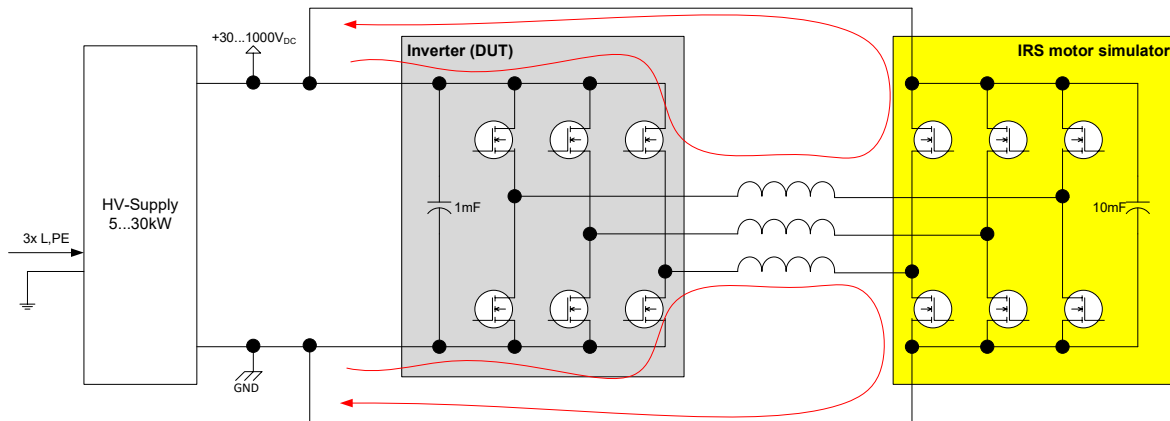 +30...1000VDC
Inverter (DUT)
IRS motor simulator
HV-Supply
5...30kW
1mF
10mF
3x L,PE
GND